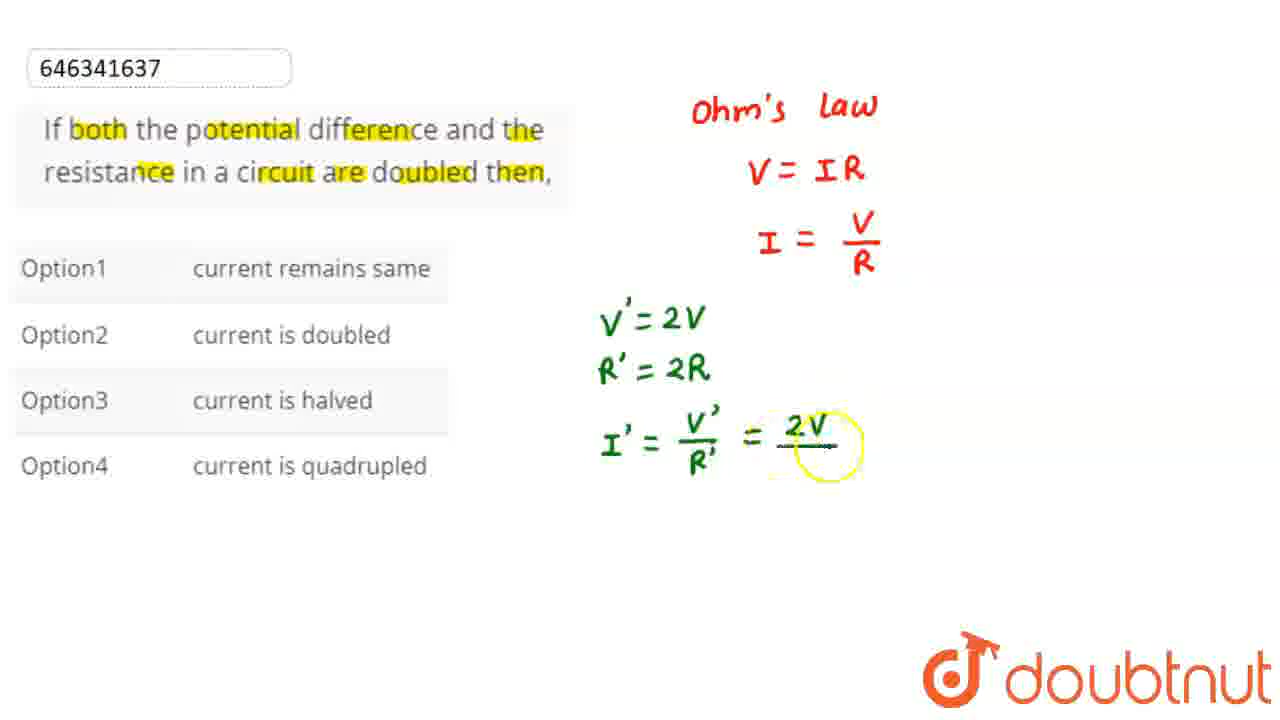 646341637
If both the potential difference and the
resistance in a circuit are doubled then,
Option1 current remains same
Option2 current is doubled
Option3 current is halved
Option4 current is quadrupled
Ohm's Law
V = IR
I = V/R
V' = 2V
R' = 2R
I' = V'/R' = 2V/
doubtnut